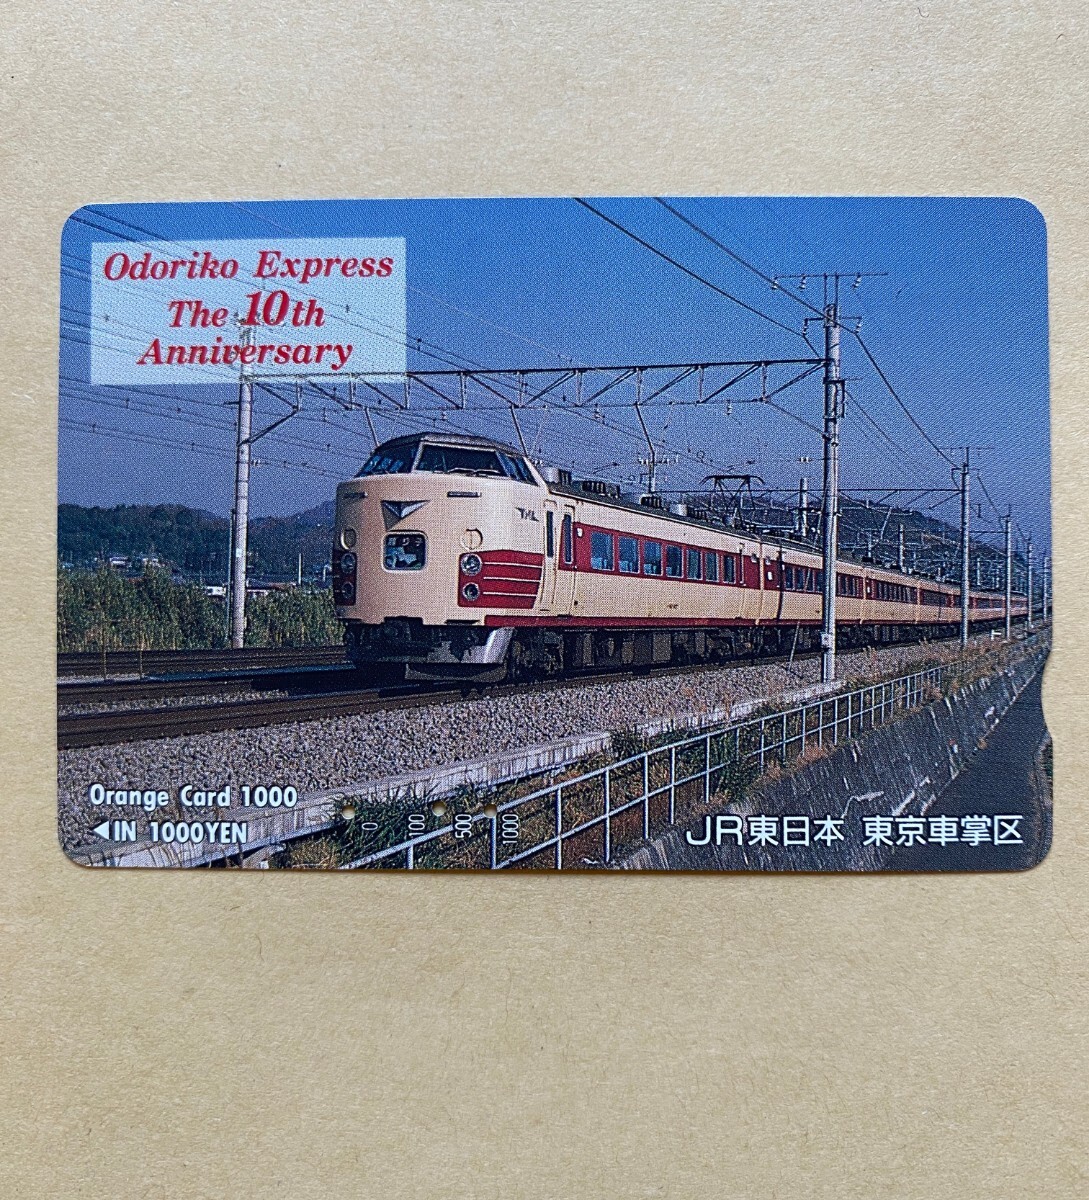 Odoriko Express
The 10th
Anniversary
Orange Card 1000
◀IN 1000YEN
0 100 500 1000
JR東日本 東京車掌区